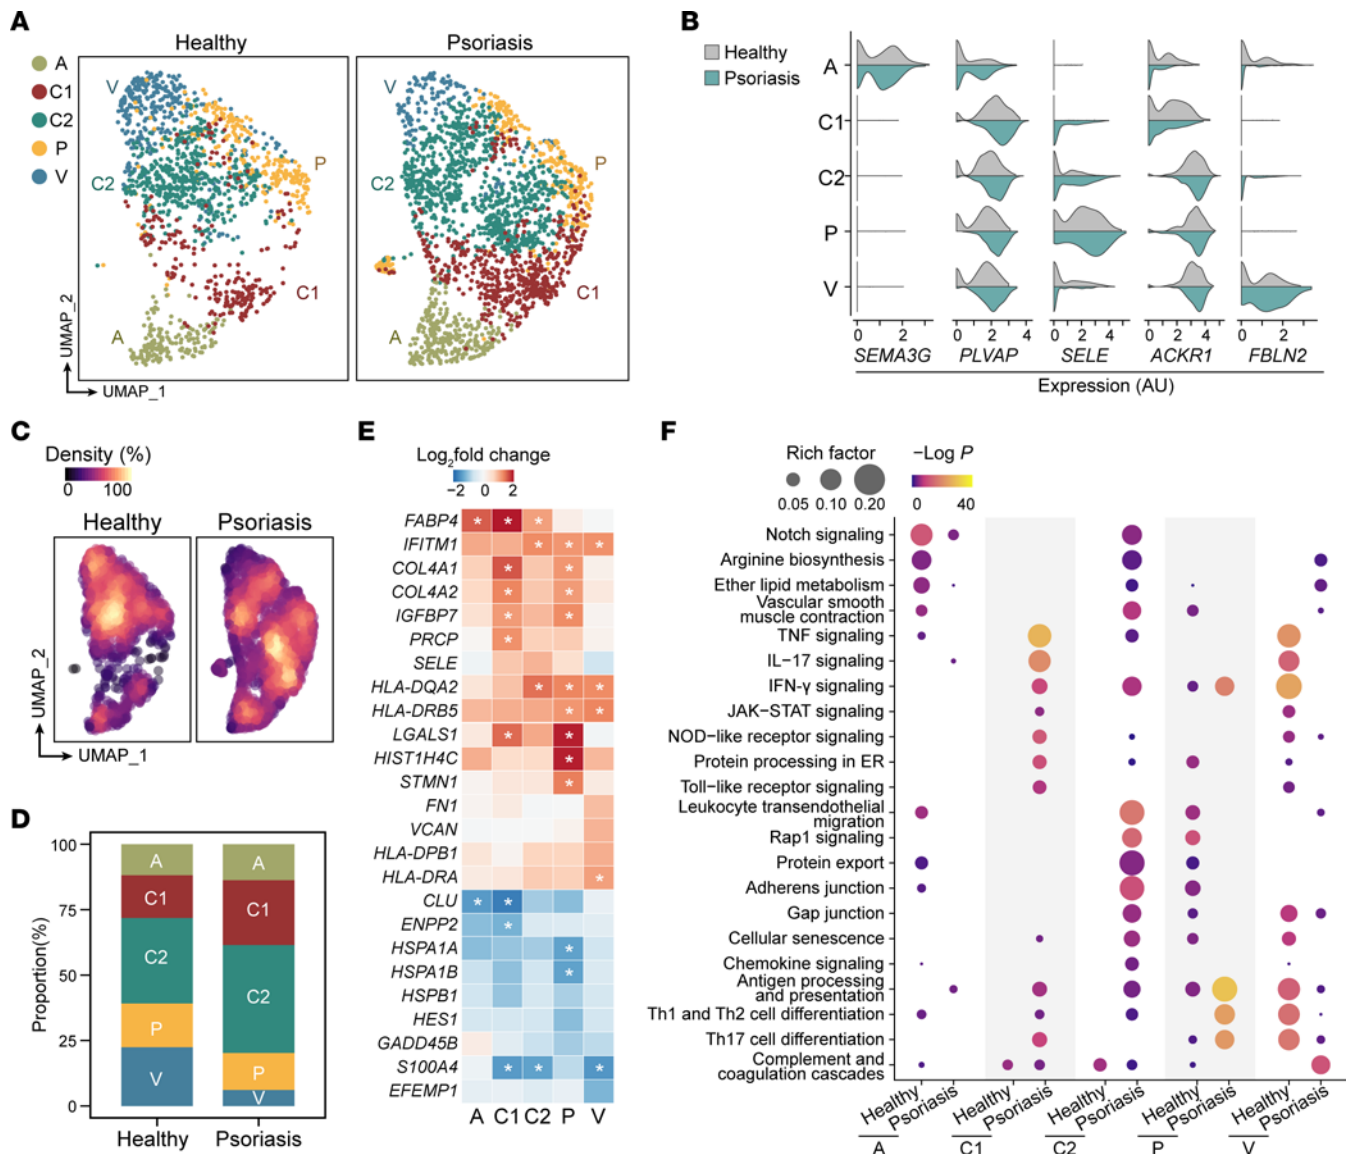 A
Healthy
Psoriasis
A
C1
C2
P
V
V
C2
P
C1
A
V
C2
P
C1
A
UMAP_2
UMAP_1
B
Healthy
Psoriasis
A
C1
C2
P
V
0 2
0 2 4
0 2 4
0 2 4
0 2
SEMA3G PLVAP SELE ACKR1 FBLN2
Expression (AU)
C
Density (%)
0 100
Healthy Psoriasis
UMAP_2
UMAP_1
D
Proportion(%)
100
75
50
25
0
A
C1
C2
P
V
A
C1
C2
P
V
Healthy Psoriasis
E
Log2fold change
−2 0 2
FABP4 * * *
IFITM1 * * *
COL4A1 * *
COL4A2 * *
IGFBP7 * *
PRCP *
SELE
HLA-DQA2 * * *
HLA-DRB5 * *
LGALS1 * *
HIST1H4C *
STMN1 *
FN1
VCAN
HLA-DPB1
HLA-DRA *
CLU * *
ENPP2 *
HSPA1A *
HSPA1B *
HSPB1
HES1
GADD45B
S100A4 * * *
EFEMP1
A C1 C2 P V
F
Rich factor
0.05 0.10 0.20
−Log P
0 40
Notch signaling
Arginine biosynthesis
Ether lipid metabolism
Vascular smooth
muscle contraction
TNF signaling
IL−17 signaling
IFN-γ signaling
JAK−STAT signaling
NOD−like receptor signaling
Protein processing in ER
Toll−like receptor signaling
Leukocyte transendothelial
migration
Rap1 signaling
Protein export
Adherens junction
Gap junction
Cellular senescence
Chemokine signaling
Antigen processing
and presentation
Th1 and Th2 cell differentiation
Th17 cell differentiation
Complement and
coagulation cascades
Healthy Psoriasis Healthy Psoriasis Healthy Psoriasis Healthy Psoriasis Healthy Psoriasis
A C1 C2 P V